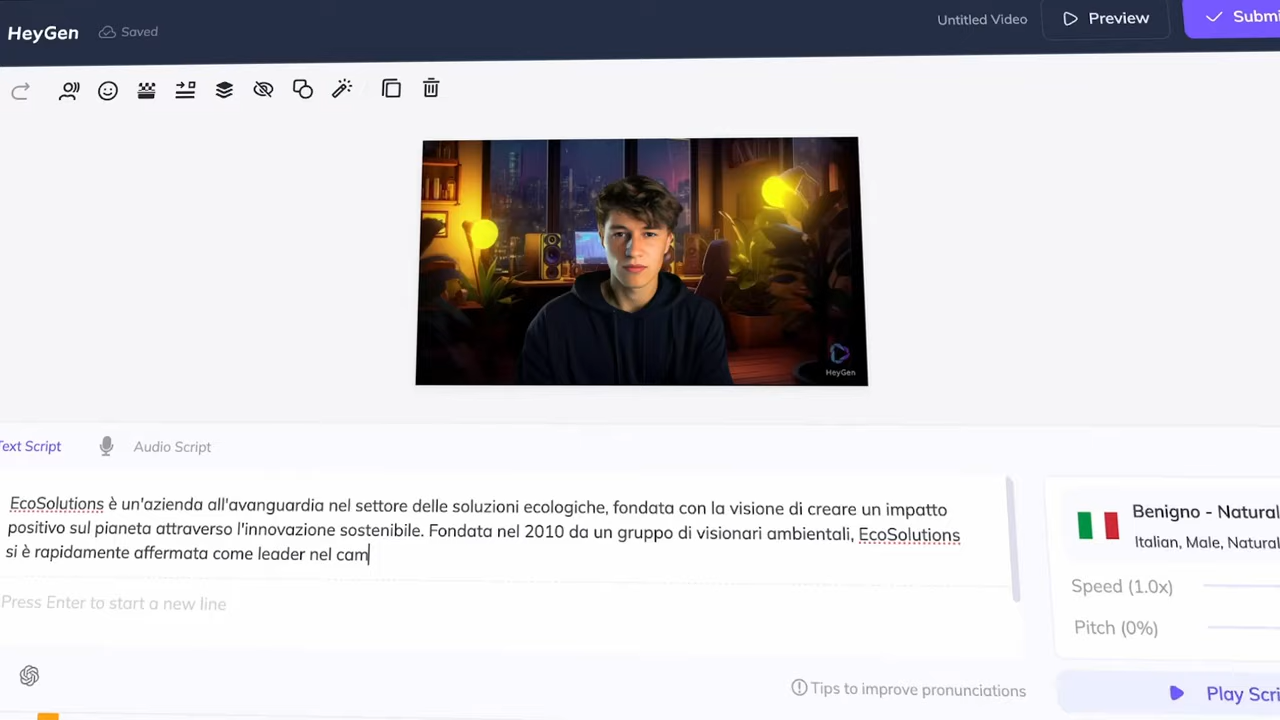 HeyGen
Saved
Untitled Video
Preview
HeyGen
Text Script
Audio Script
EcoSolutions è un'azienda all'avanguardia nel settore delle soluzioni ecologiche, fondata con la visione di creare un impatto
positivo sul pianeta attraverso l'innovazione sostenibile. Fondata nel 2010 da un gruppo di visionari ambientali, EcoSolutions
si è rapidamente affermata come leader nel cam
Press Enter to start a new line
Tips to improve pronunciations
Benigno - Natural
Italian, Male, Natural
Speed (1.0x)
Pitch (0%)
Play